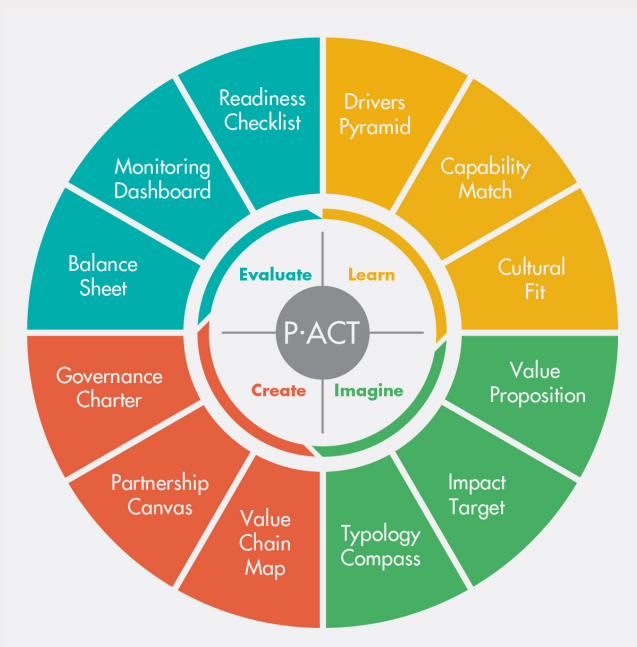 Readiness
Checklist
Drivers
Pyramid
Capability
Match
Cultural
Fit
Value
Proposition
Impact
Target
Typology
Compass
Value
Chain
Map
Partnership
Canvas
Governance
Charter
Balance
Sheet
Monitoring
Dashboard
Evaluate
Learn
P·ACT
Create
Imagine